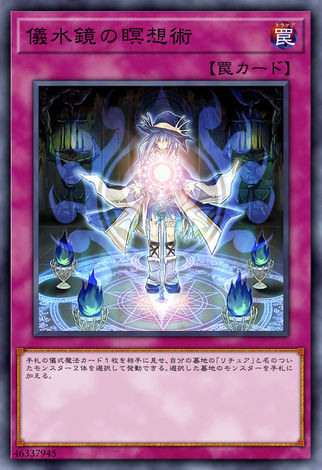 儀水鏡の瞑想術
トラップ
罠
【罠カード】
手札の儀式魔法カード１枚を相手に見せ、自分の墓地の「リチュア」と名のつい
たモンスター２体を選択して発動できる。選択した墓地のモンスターを手札に
加える。
46337945